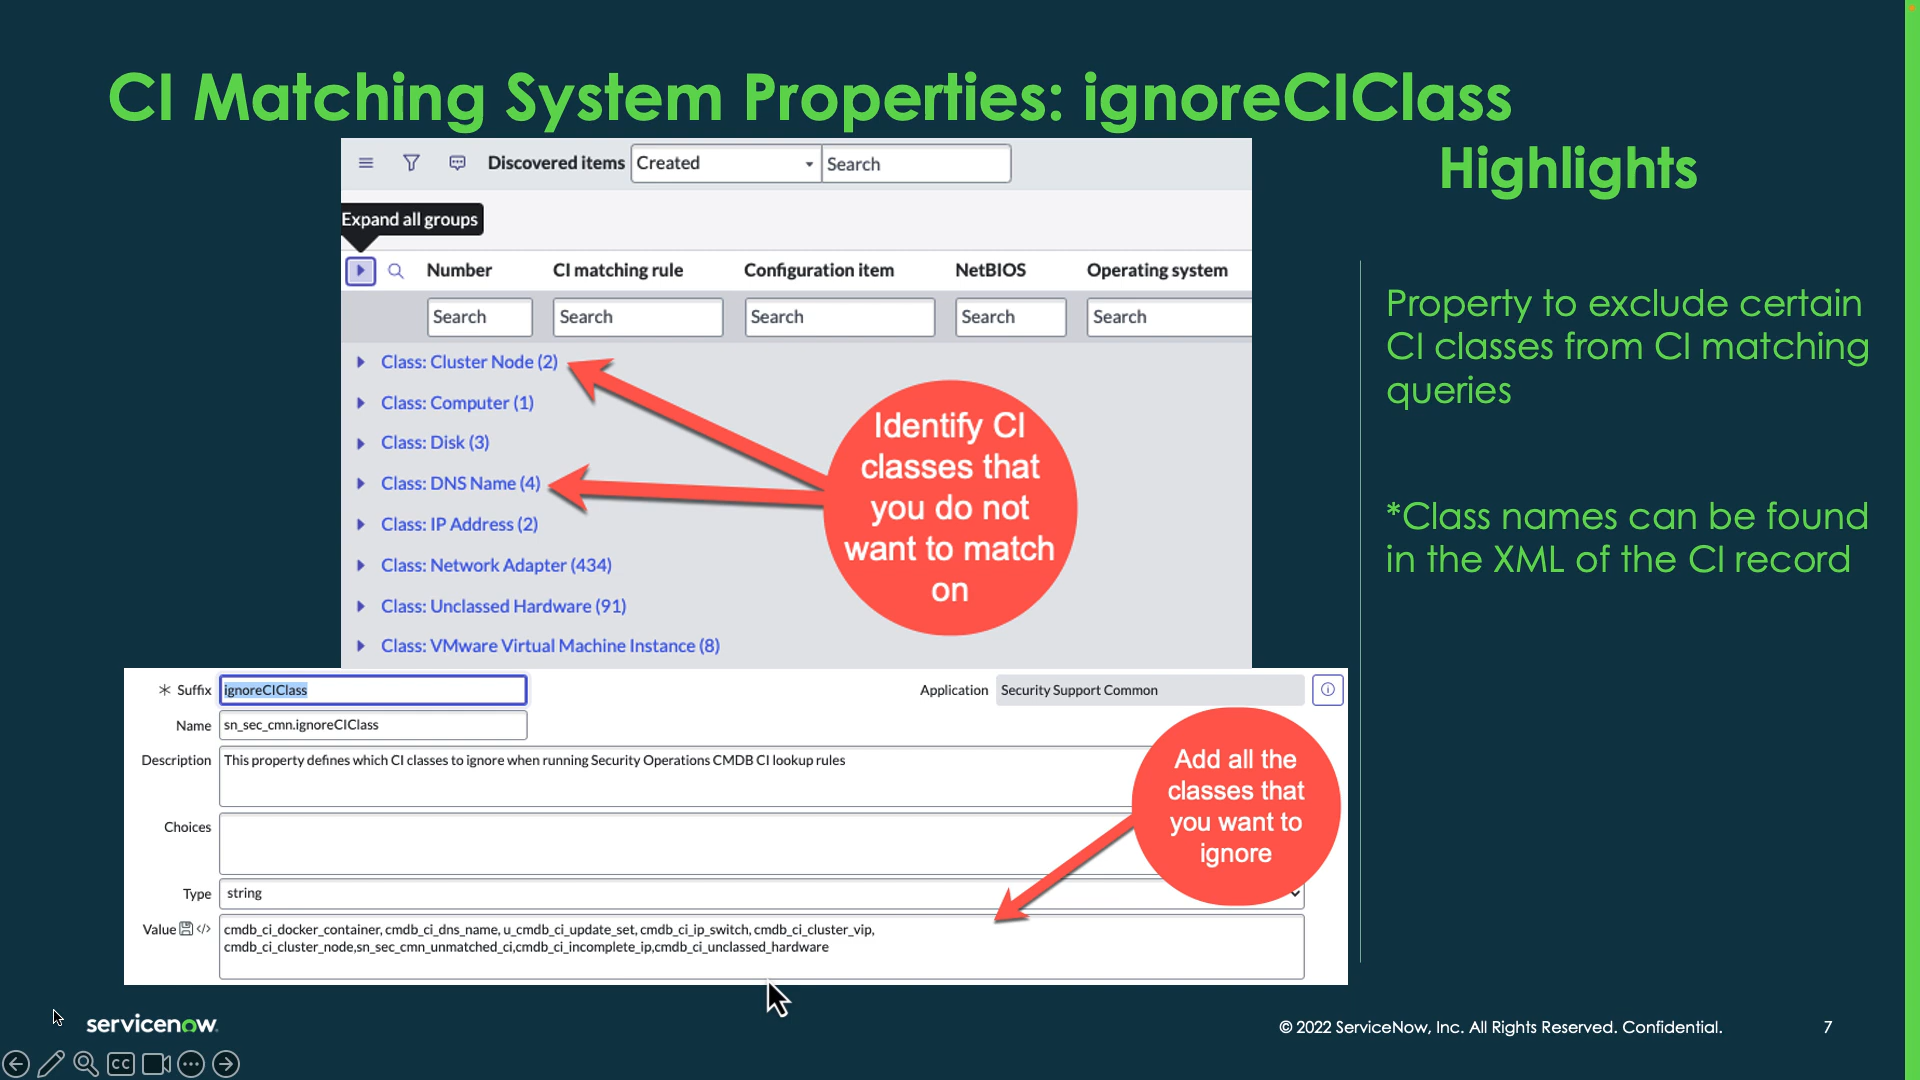 CI Matching System Properties: ignoreCIClass
Highlights
Discovered items Created Search
Expand all groups
Number CI matching rule Configuration item NetBIOS Operating system
Search Search Search Search Search
Class: Cluster Node (2)
Class: Computer (1)
Class: Disk (3)
Class: DNS Name (4)
Class: IP Address (2)
Class: Network Adapter (434)
Class: Unclassed Hardware (91)
Class: VMware Virtual Machine Instance (8)
Identify CI
classes that
you do not
want to match
on
Property to exclude certain
CI classes from CI matching
queries
*Class names can be found
in the XML of the CI record
Suffix ignoreCIClass Application Security Support Common
Name sn_sec_cmn.ignoreCIClass
Description This property defines which CI classes to ignore when running Security Operations CMDB CI lookup rules
Choices
Type string
Value cmdb_ci_docker_container, cmdb_ci_dns_name, u_cmdb_ci_update_set, cmdb_ci_ip_switch, cmdb_ci_cluster_vip,
cmdb_ci_cluster_node,sn_sec_cmn_unmatched_ci,cmdb_ci_incomplete_ip,cmdb_ci_unclassed_hardware
Add all the
classes that
you want to
ignore
servicenow
© 2022 ServiceNow, Inc. All Rights Reserved. Confidential. 7
CC